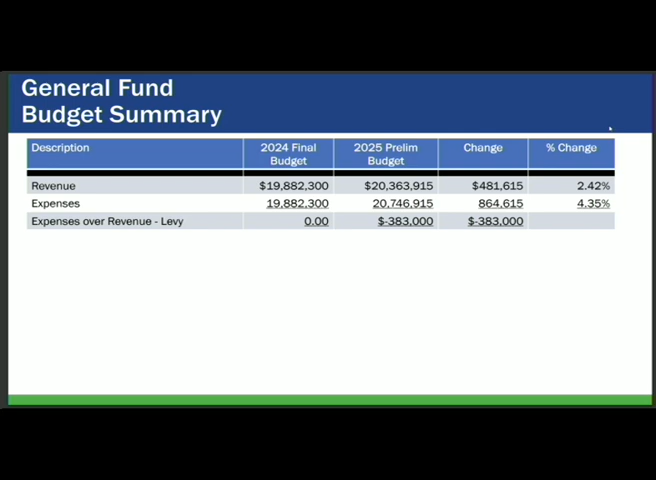 General Fund
Budget Summary
Description 2024 Final Budget 2025 Prelim Budget Change % Change
Revenue $19,882,300 $20,363,915 $481,615 2.42%
Expenses 19,882,300 20,746,915 864,615 4.35%
Expenses over Revenue - Levy 0.00 $-383,000 $-383,000